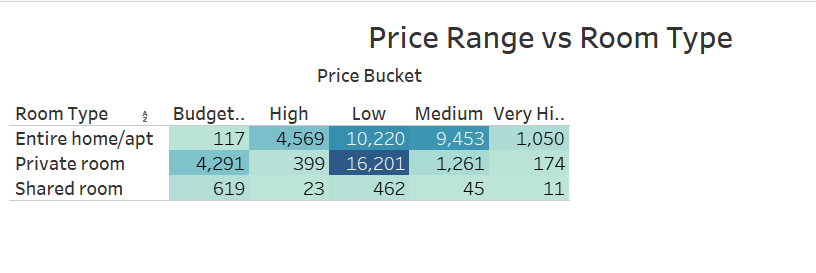 Price Range vs Room Type
Price Bucket
Room Type Budget.. High Low Medium Very Hi..
Entire home/apt 117 4,569 10,220 9,453 1,050
Private room 4,291 399 16,201 1,261 174
Shared room 619 23 462 45 11